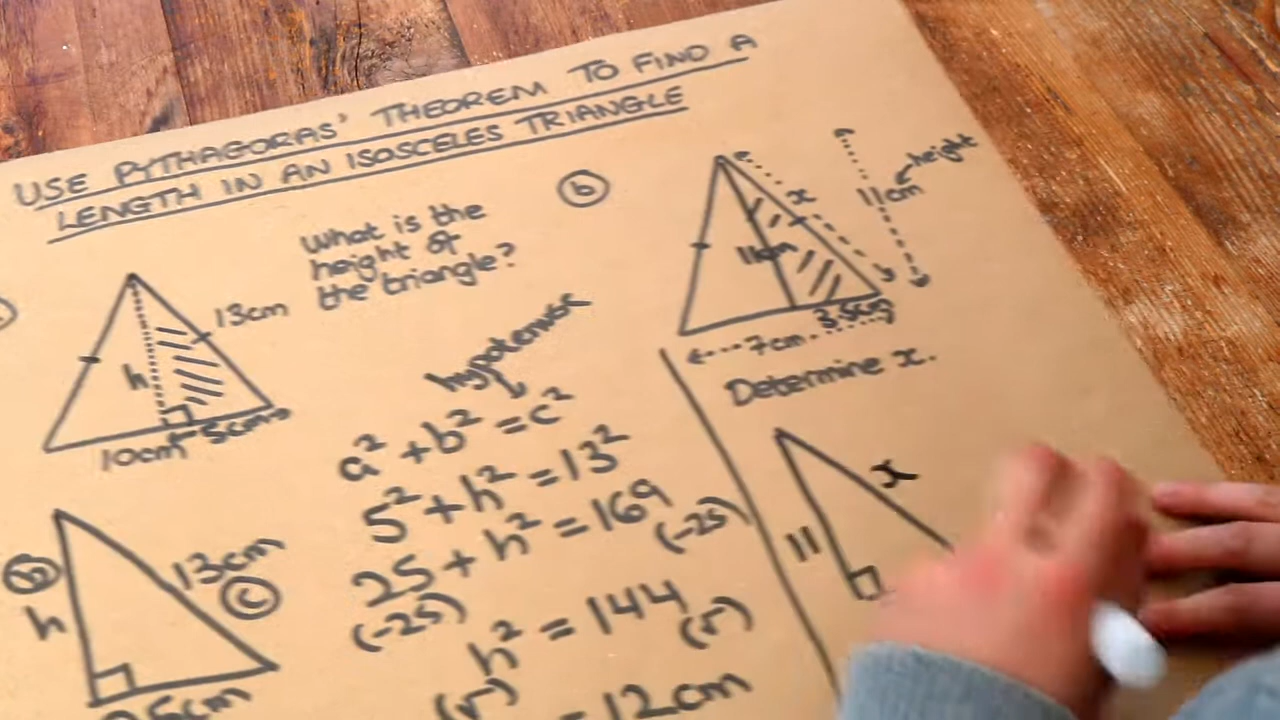 USE PYTHAGORAS' THEOREM TO FIND A
LENGTH IN AN ISOSCELES TRIANGLE
What is the
height of
the triangle?
13cm
h
10cm
5cm
hypotenuse
a² + b² = c²
5² + h² = 13²
25 + h² = 169
(-25) (-25)
h² = 144
(√) (√)
= 12cm
h
13cm
c
5cm
b
x
11cm
height
11cm
3.5cm
7cm
Determine x.
x
11